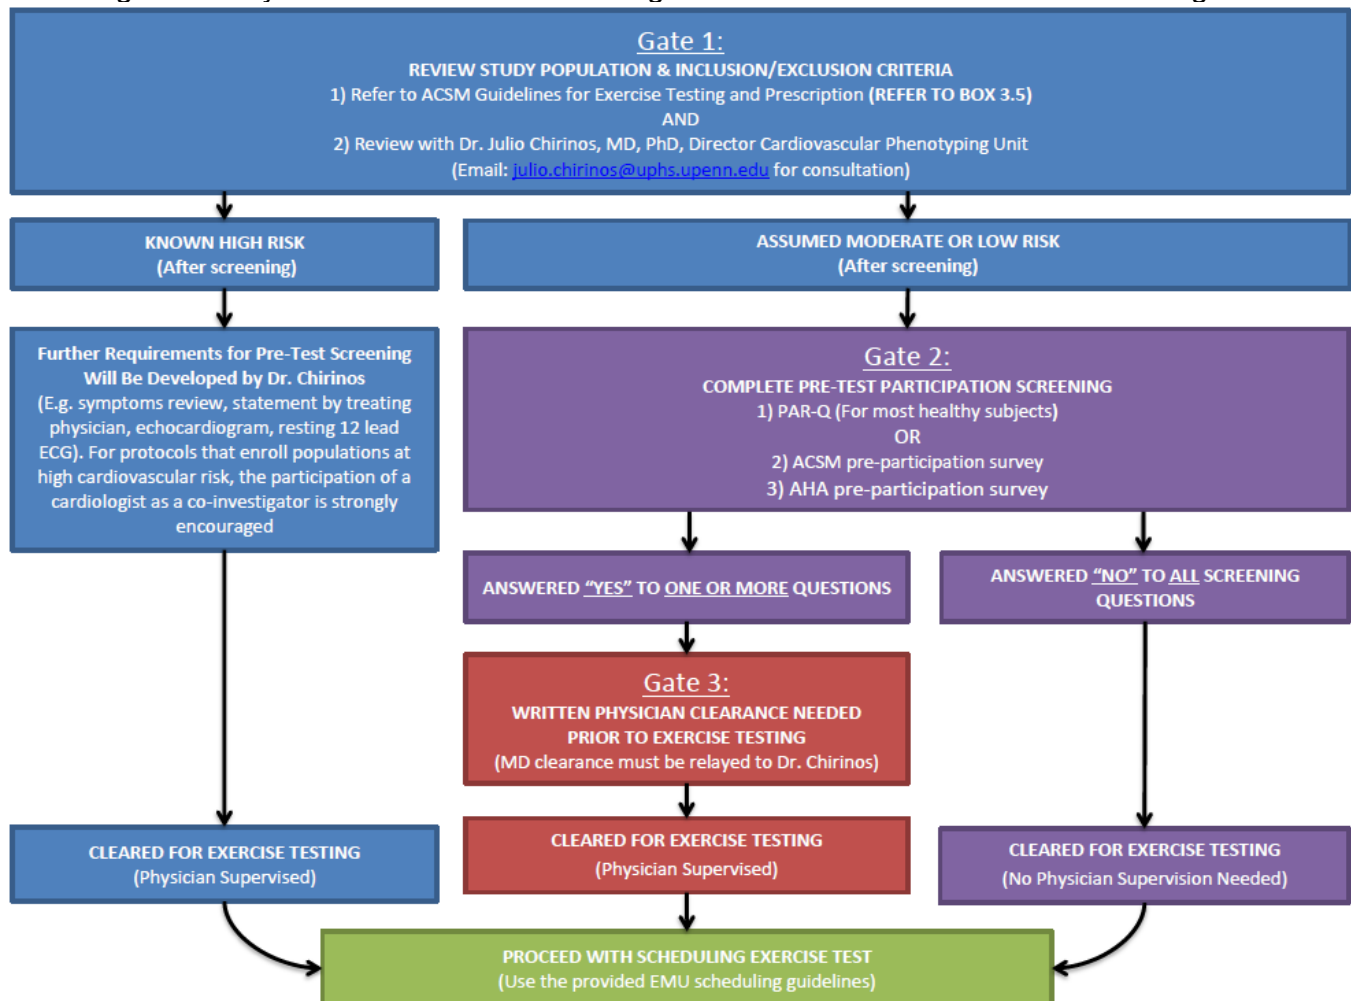 Gate 1:
REVIEW STUDY POPULATION & INCLUSION/EXCLUSION CRITERIA
1) Refer to ACSM Guidelines for Exercise Testing and Prescription (REFER TO BOX 3.5)
AND
2) Review with Dr. Julio Chirinos, MD, PhD, Director Cardiovascular Phenotyping Unit
(Email: julio.chirinos@uphs.upenn.edu for consultation)
KNOWN HIGH RISK
(After screening)
ASSUMED MODERATE OR LOW RISK
(After screening)
Further Requirements for Pre-Test Screening
Will Be Developed by Dr. Chirinos
(E.g. symptoms review, statement by treating
physician, echocardiogram, resting 12 lead
ECG). For protocols that enroll populations at
high cardiovascular risk, the participation of a
cardiologist as a co-investigator is strongly
encouraged
Gate 2:
COMPLETE PRE-TEST PARTICIPATION SCREENING
1) PAR-Q (For most healthy subjects)
OR
2) ACSM pre-participation survey
3) AHA pre-participation survey
ANSWERED "YES" TO ONE OR MORE QUESTIONS
ANSWERED "NO" TO ALL SCREENING
QUESTIONS
Gate 3:
WRITTEN PHYSICIAN CLEARANCE NEEDED
PRIOR TO EXERCISE TESTING
(MD clearance must be relayed to Dr. Chirinos)
CLEARED FOR EXERCISE TESTING
(Physician Supervised)
CLEARED FOR EXERCISE TESTING
(Physician Supervised)
CLEARED FOR EXERCISE TESTING
(No Physician Supervision Needed)
PROCEED WITH SCHEDULING EXERCISE TEST
(Use the provided EMU scheduling guidelines)